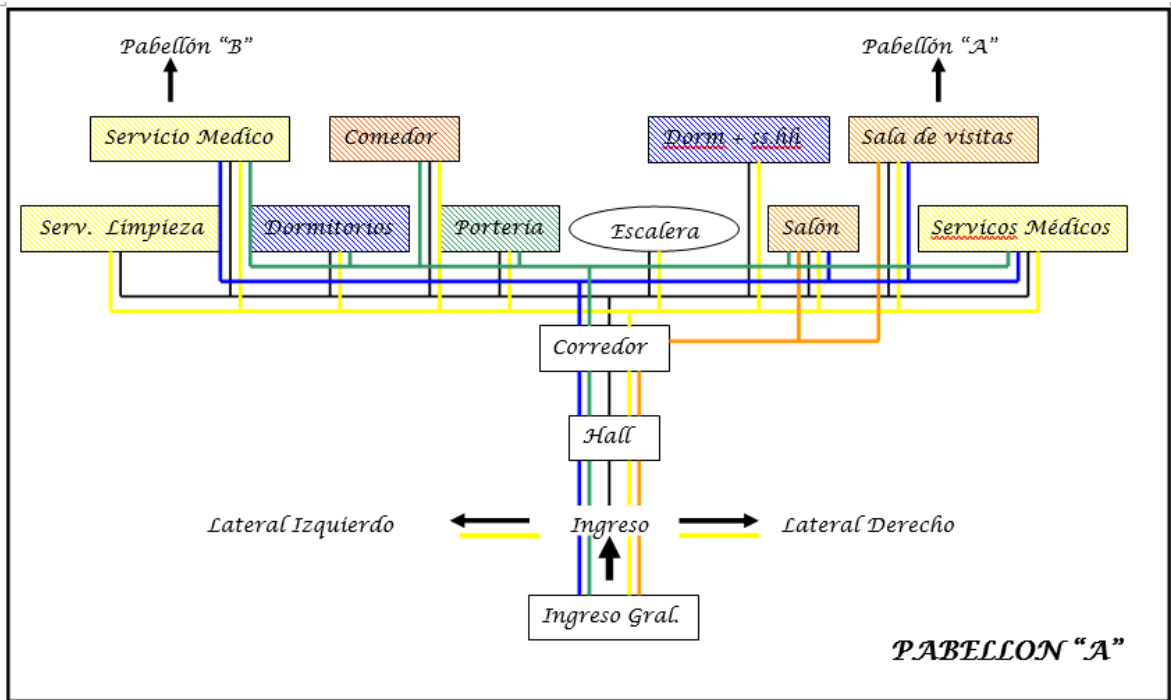 Pabellón “B”
Pabellón “A”
Servicio Medico
Comedor
Dorm + ss.hh
Sala de visitas
Serv. Limpieza
Dormitorios
Portería
Escalera
Salón
Servicos Médicos
Corredor
Hall
Lateral Izquierdo
Ingreso
Lateral Derecho
Ingreso Gral.
PABELLON “A”